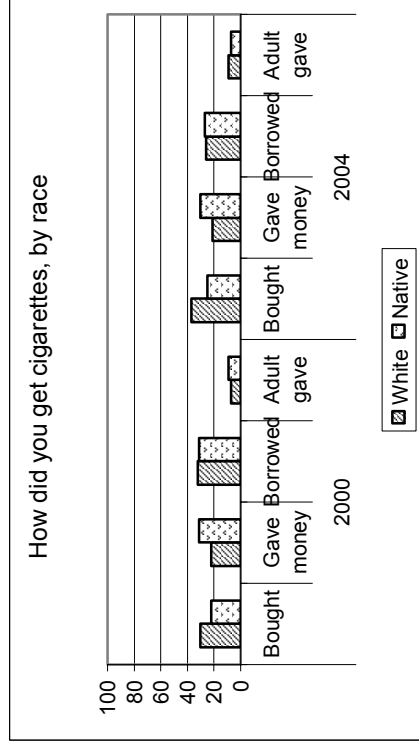 How did you get cigarettes, by race
100
80
60
40
20
0
Bought
Gave
money
Borrowed
Adult
gave
Bought
Gave
money
Borrowed
Adult
gave
2000
2004
White
Native